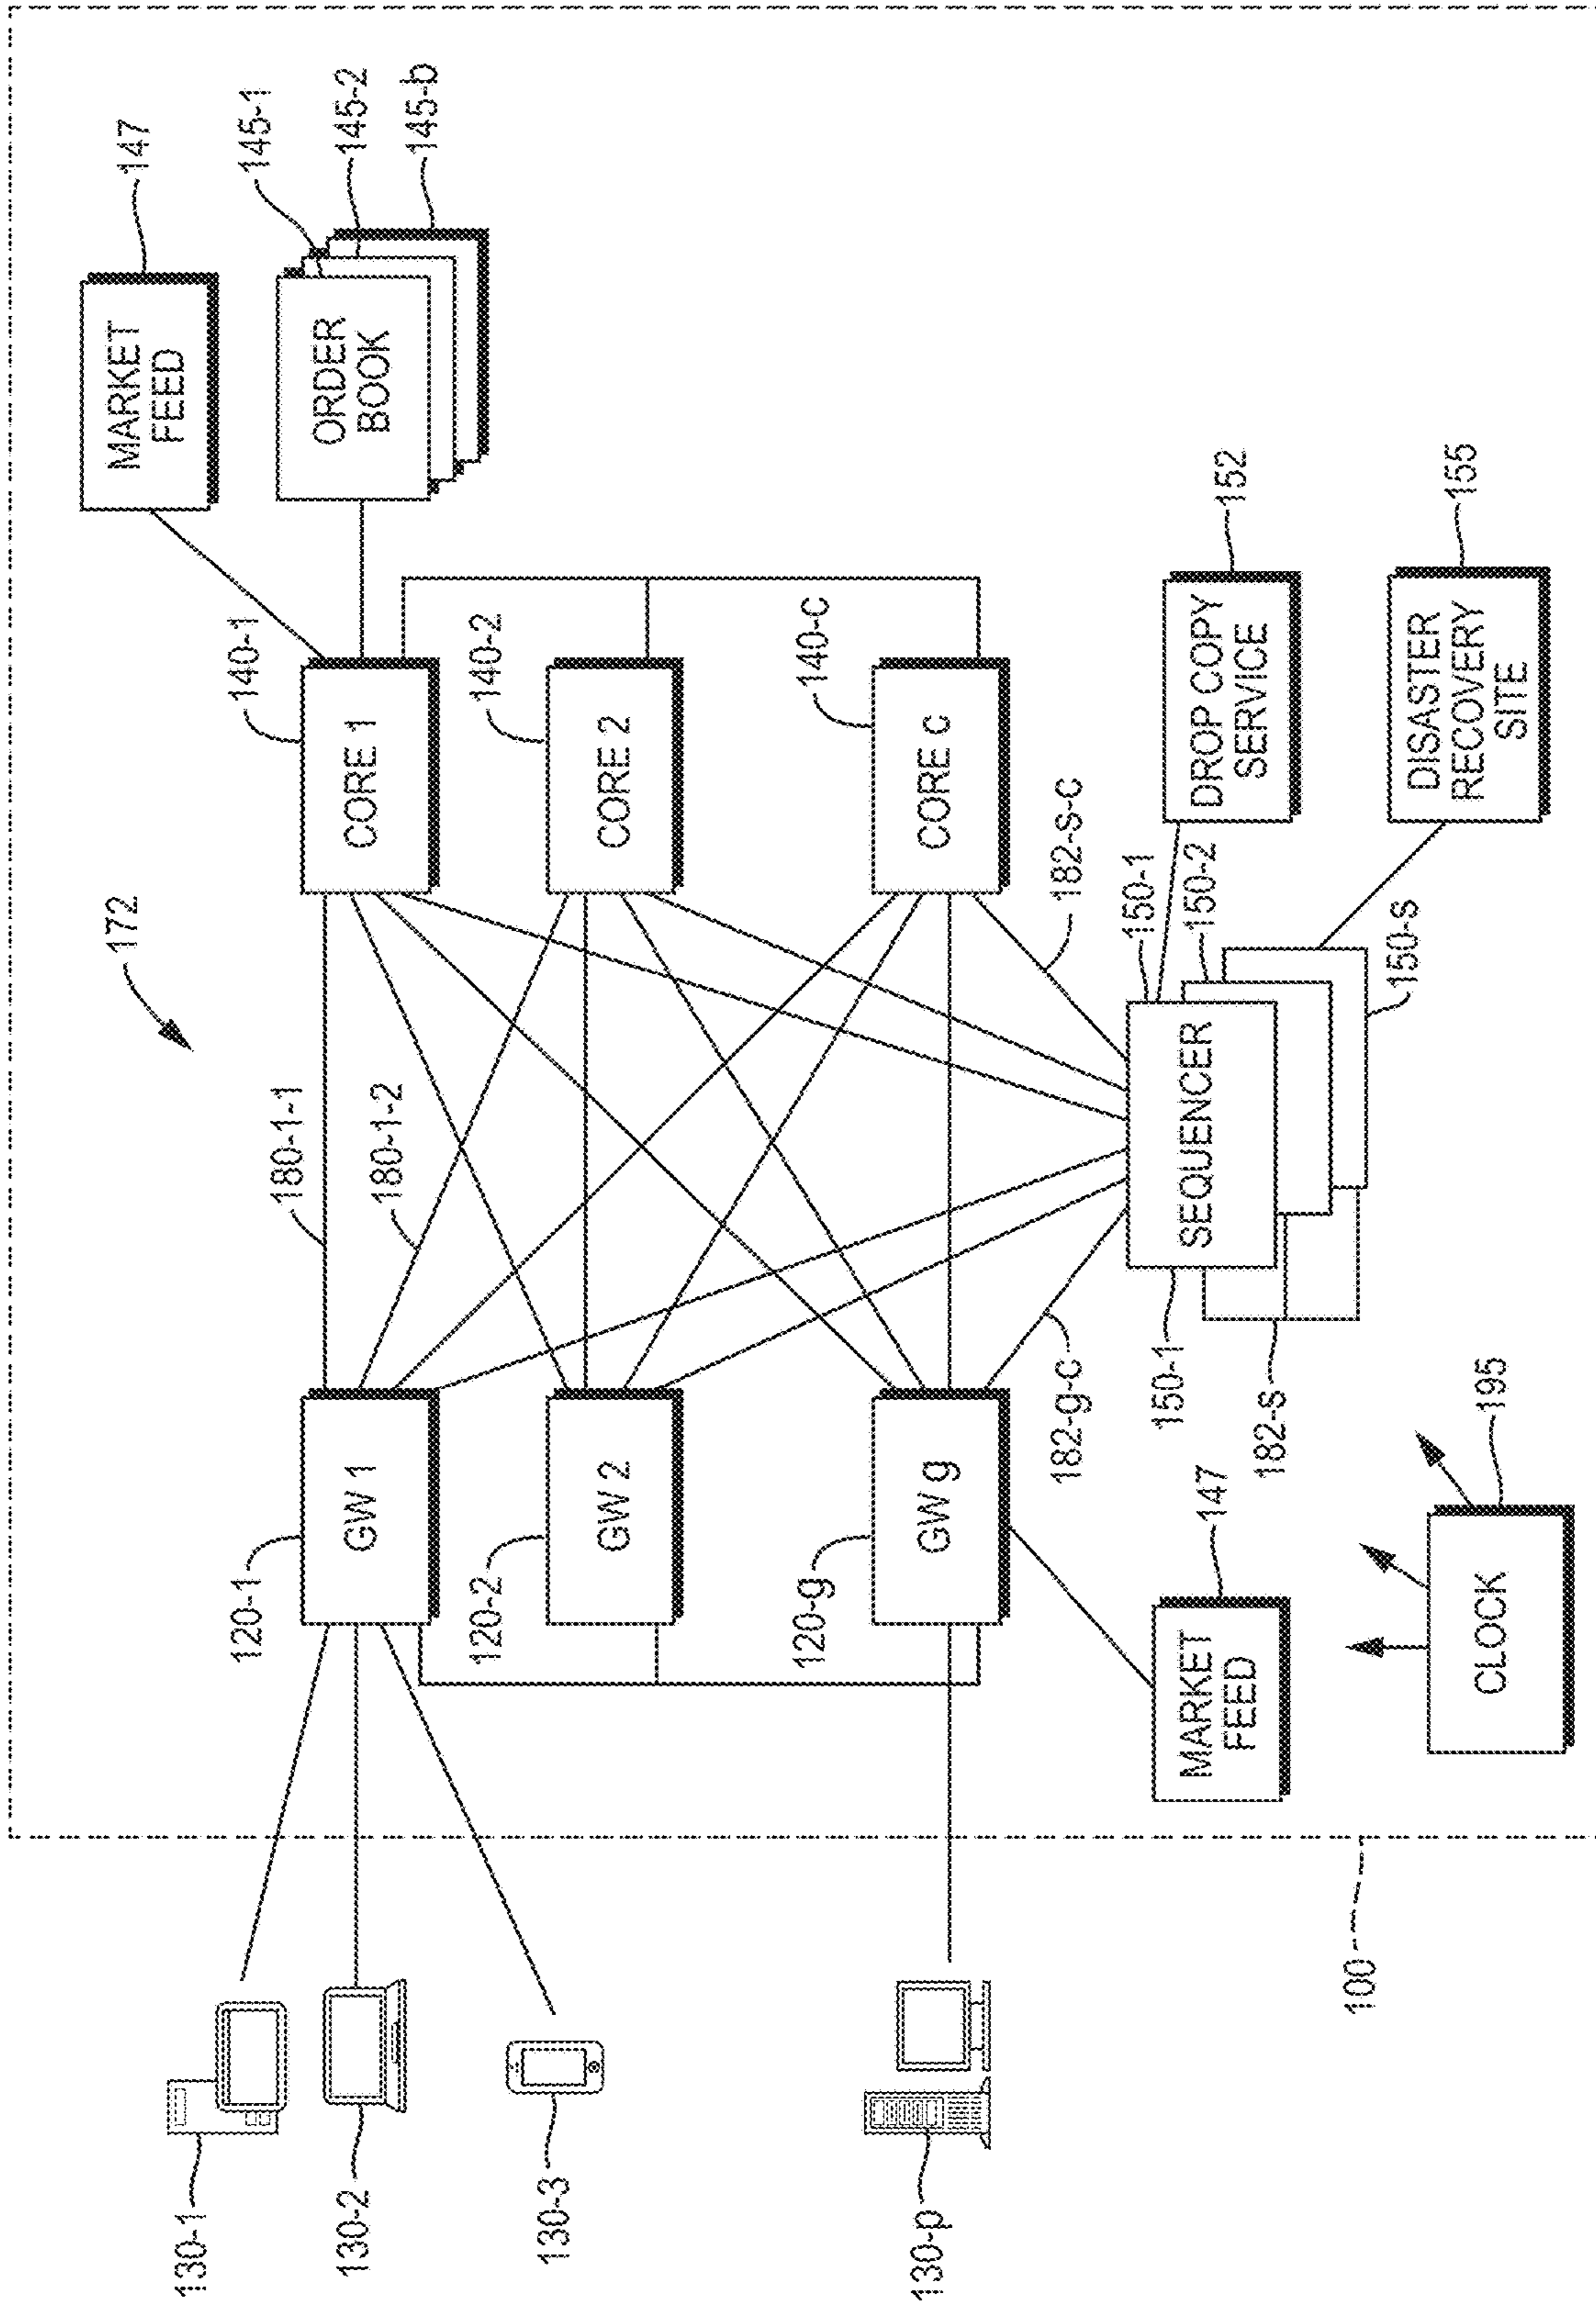 172
130-1
130-2
130-3
130-p
100
120-1
GW 1
120-2
GW 2
120-g
GW g
180-1-1
180-1-2
140-1
CORE 1
140-2
CORE 2
140-c
CORE c
MARKET
FEED
147
ORDER
BOOK
145-1
145-2
145-b
182-g-c
182-s-c
150-1
SEQUENCER
150-1
150-2
150-s
182-s
DROP COPY
SERVICE
152
DISASTER
RECOVERY
SITE
155
MARKET
FEED
147
CLOCK
195